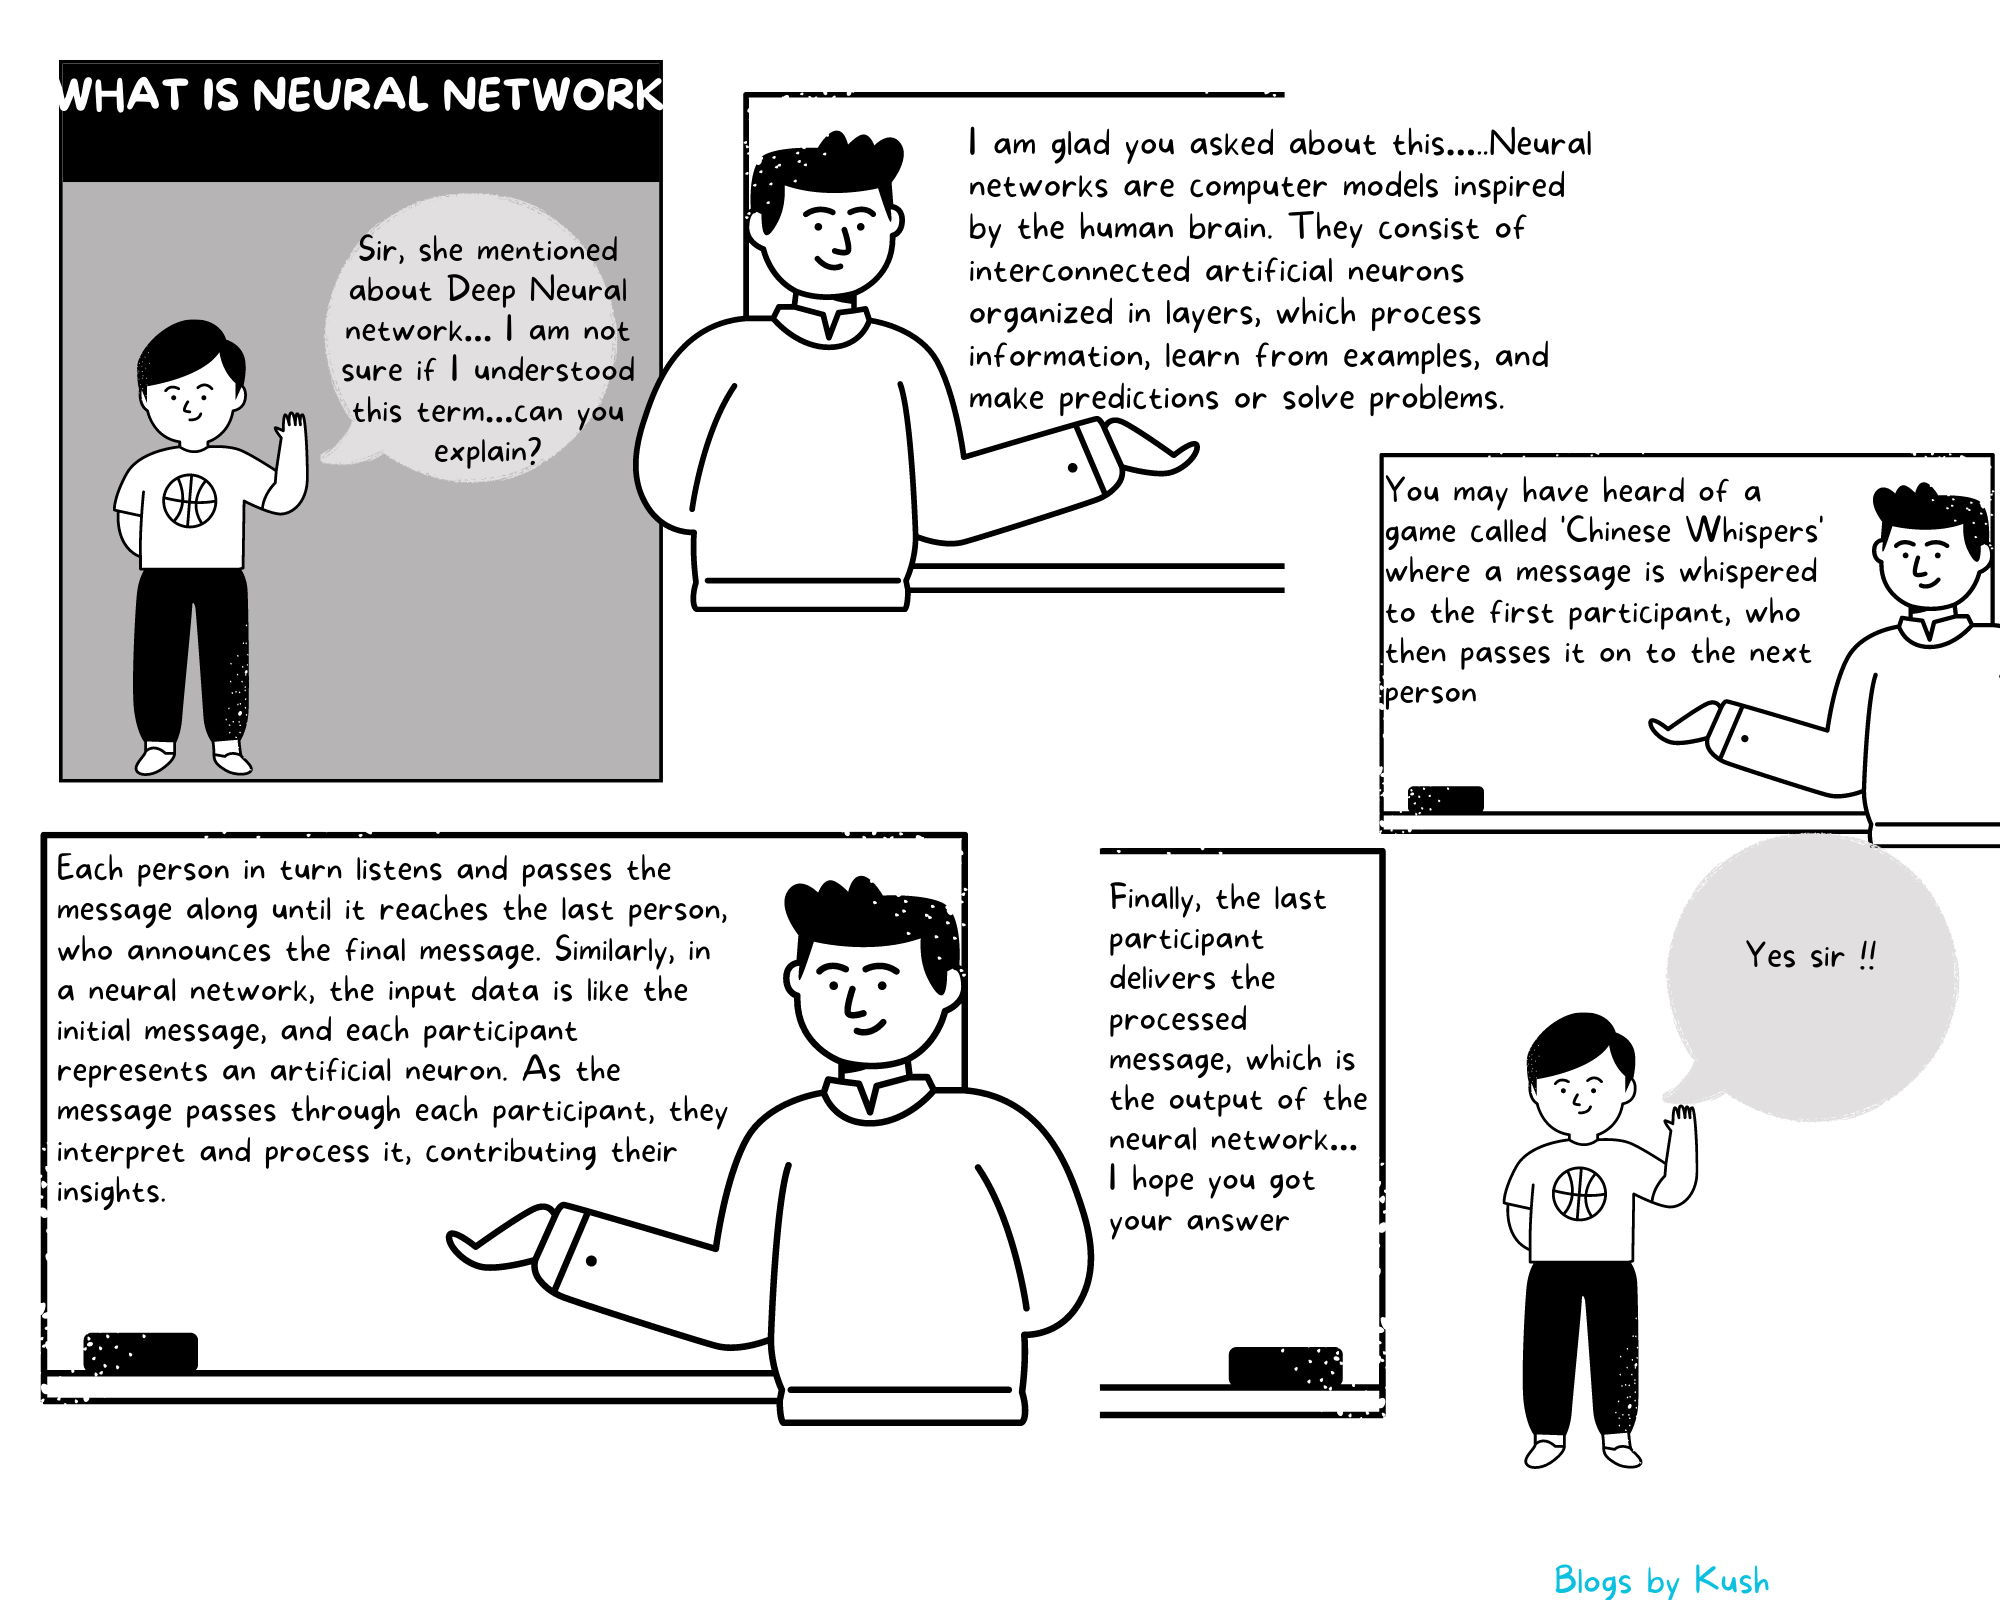 WHAT IS NEURAL NETWORK
Sir, she mentioned
about Deep Neural
network... I am not
sure if I understood
this term...can you
explain?
I am glad you asked about this.....Neural
networks are computer models inspired
by the human brain. They consist of
interconnected artificial neurons
organized in layers, which process
information, learn from examples, and
make predictions or solve problems.
You may have heard of a
game called 'Chinese Whispers'
where a message is whispered
to the first participant, who
then passes it on to the next
person
Each person in turn listens and passes the
message along until it reaches the last person,
who announces the final message. Similarly, in
a neural network, the input data is like the
initial message, and each participant
represents an artificial neuron. As the
message passes through each participant, they
interpret and process it, contributing their
insights.
Finally, the last
participant
delivers the
processed
message, which is
the output of the
neural network...
I hope you got
your answer
Yes sir !!
Blogs by Kush